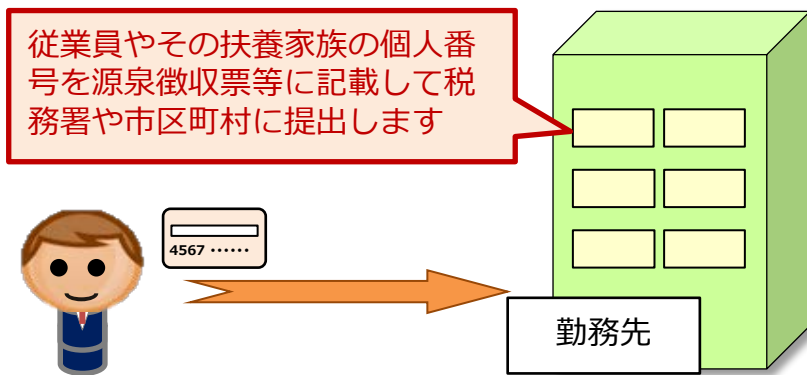 従業員やその扶養家族の個人番
号を源泉徴収票等に記載して税
務署や市区町村に提出します
4567 ……
勤務先